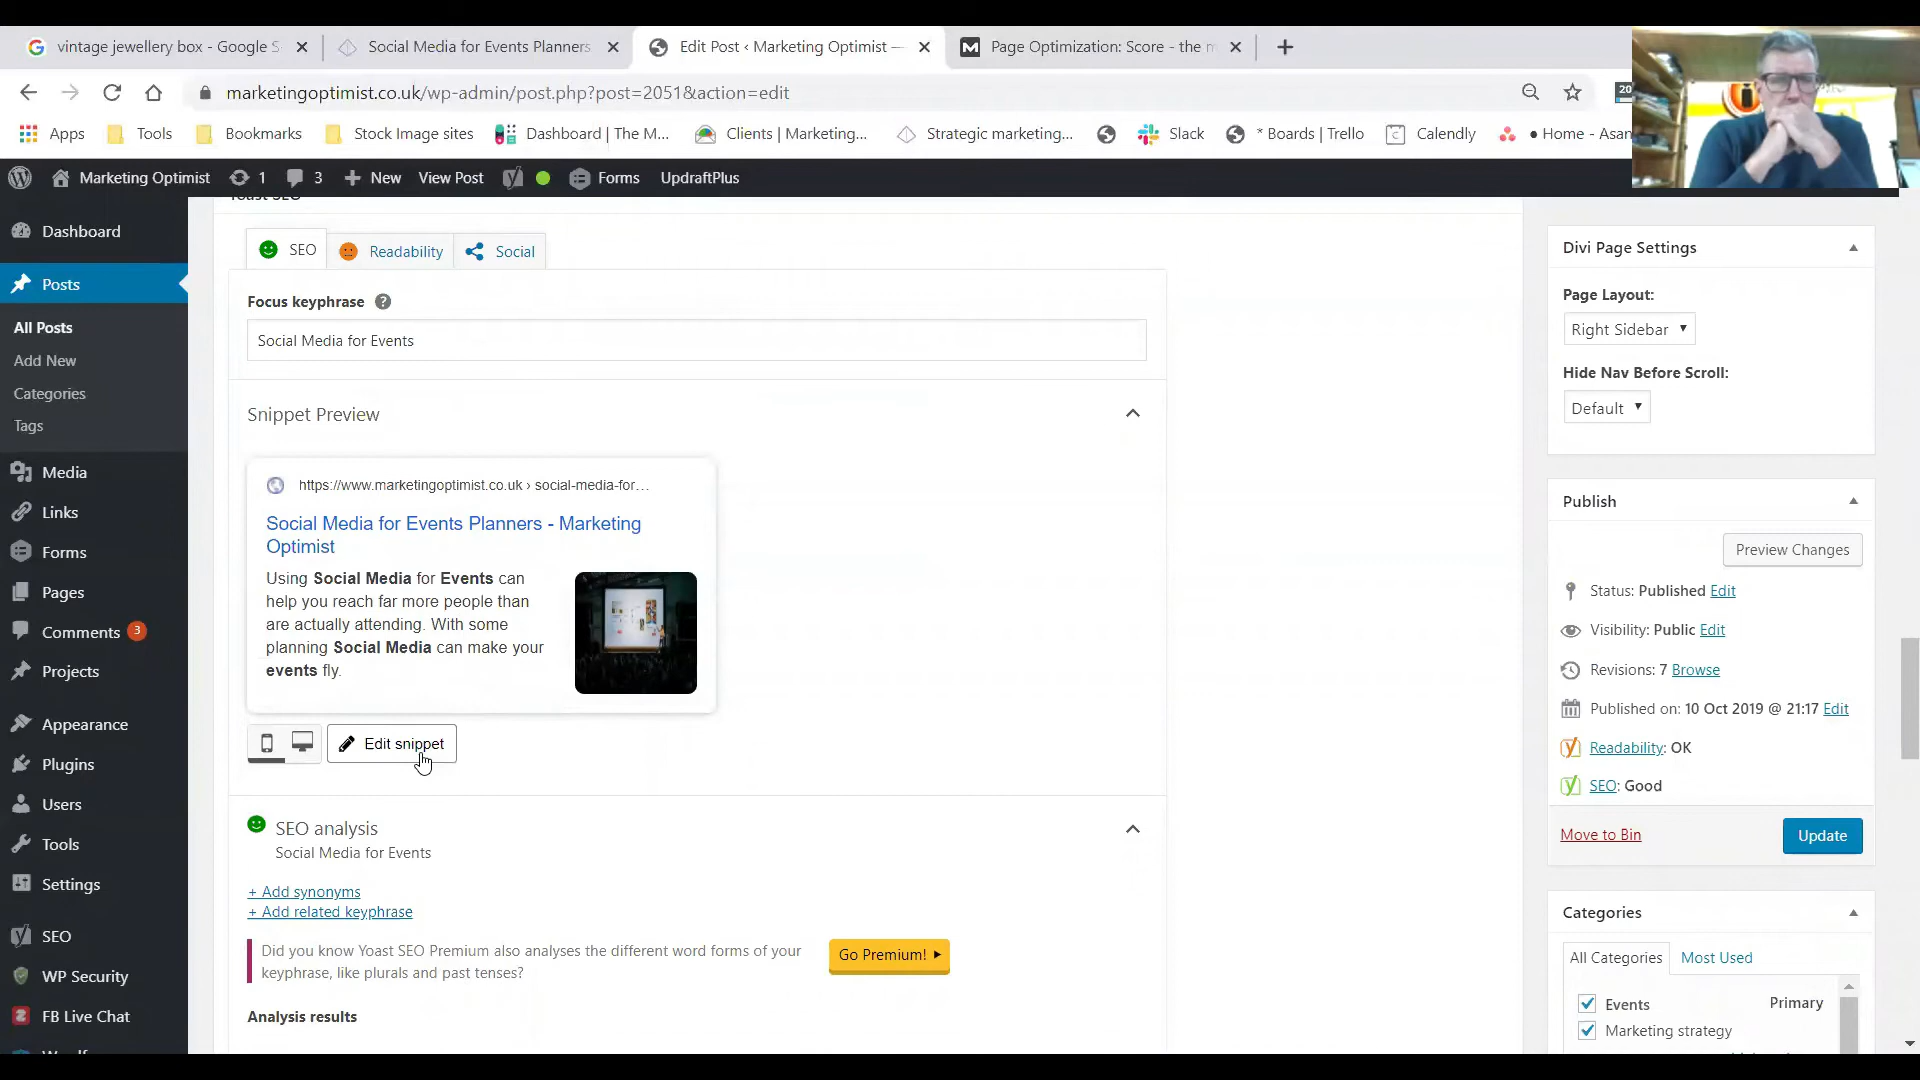 vintage jewellery box - Google S
Social Media for Events Planners
Edit Post ‹ Marketing Optimist —
Page Optimization: Score - the m
marketingoptimist.co.uk/wp-admin/post.php?post=2051&action=edit
20
Apps
Tools
Bookmarks
Stock Image sites
Dashboard | The M...
Clients | Marketing...
Strategic marketing...
Slack
* Boards | Trello
Calendly
● Home - Asan
Marketing Optimist
1
3
New
View Post
Forms
UpdraftPlus
Dashboard
Posts
All Posts
Add New
Categories
Tags
Media
Links
Forms
Pages
Comments 3
Projects
Appearance
Plugins
Users
Tools
Settings
SEO
WP Security
FB Live Chat
Yoast SEO
SEO
Readability
Social
Focus keyphrase ?
Social Media for Events
Snippet Preview
https://www.marketingoptimist.co.uk › social-media-for...
Social Media for Events Planners - Marketing
Optimist
Using Social Media for Events can
help you reach far more people than
are actually attending. With some
planning Social Media can make your
events fly.
Edit snippet
SEO analysis
Social Media for Events
+ Add synonyms
+ Add related keyphrase
Did you know Yoast SEO Premium also analyses the different word forms of your
keyphrase, like plurals and past tenses?
Go Premium!
Analysis results
Divi Page Settings
Page Layout:
Right Sidebar
Hide Nav Before Scroll:
Default
Publish
Preview Changes
Status: Published Edit
Visibility: Public Edit
Revisions: 7 Browse
Published on: 10 Oct 2019 @ 21:17 Edit
Readability: OK
SEO: Good
Move to Bin
Update
Categories
All Categories
Most Used
Events
Primary
Marketing strategy